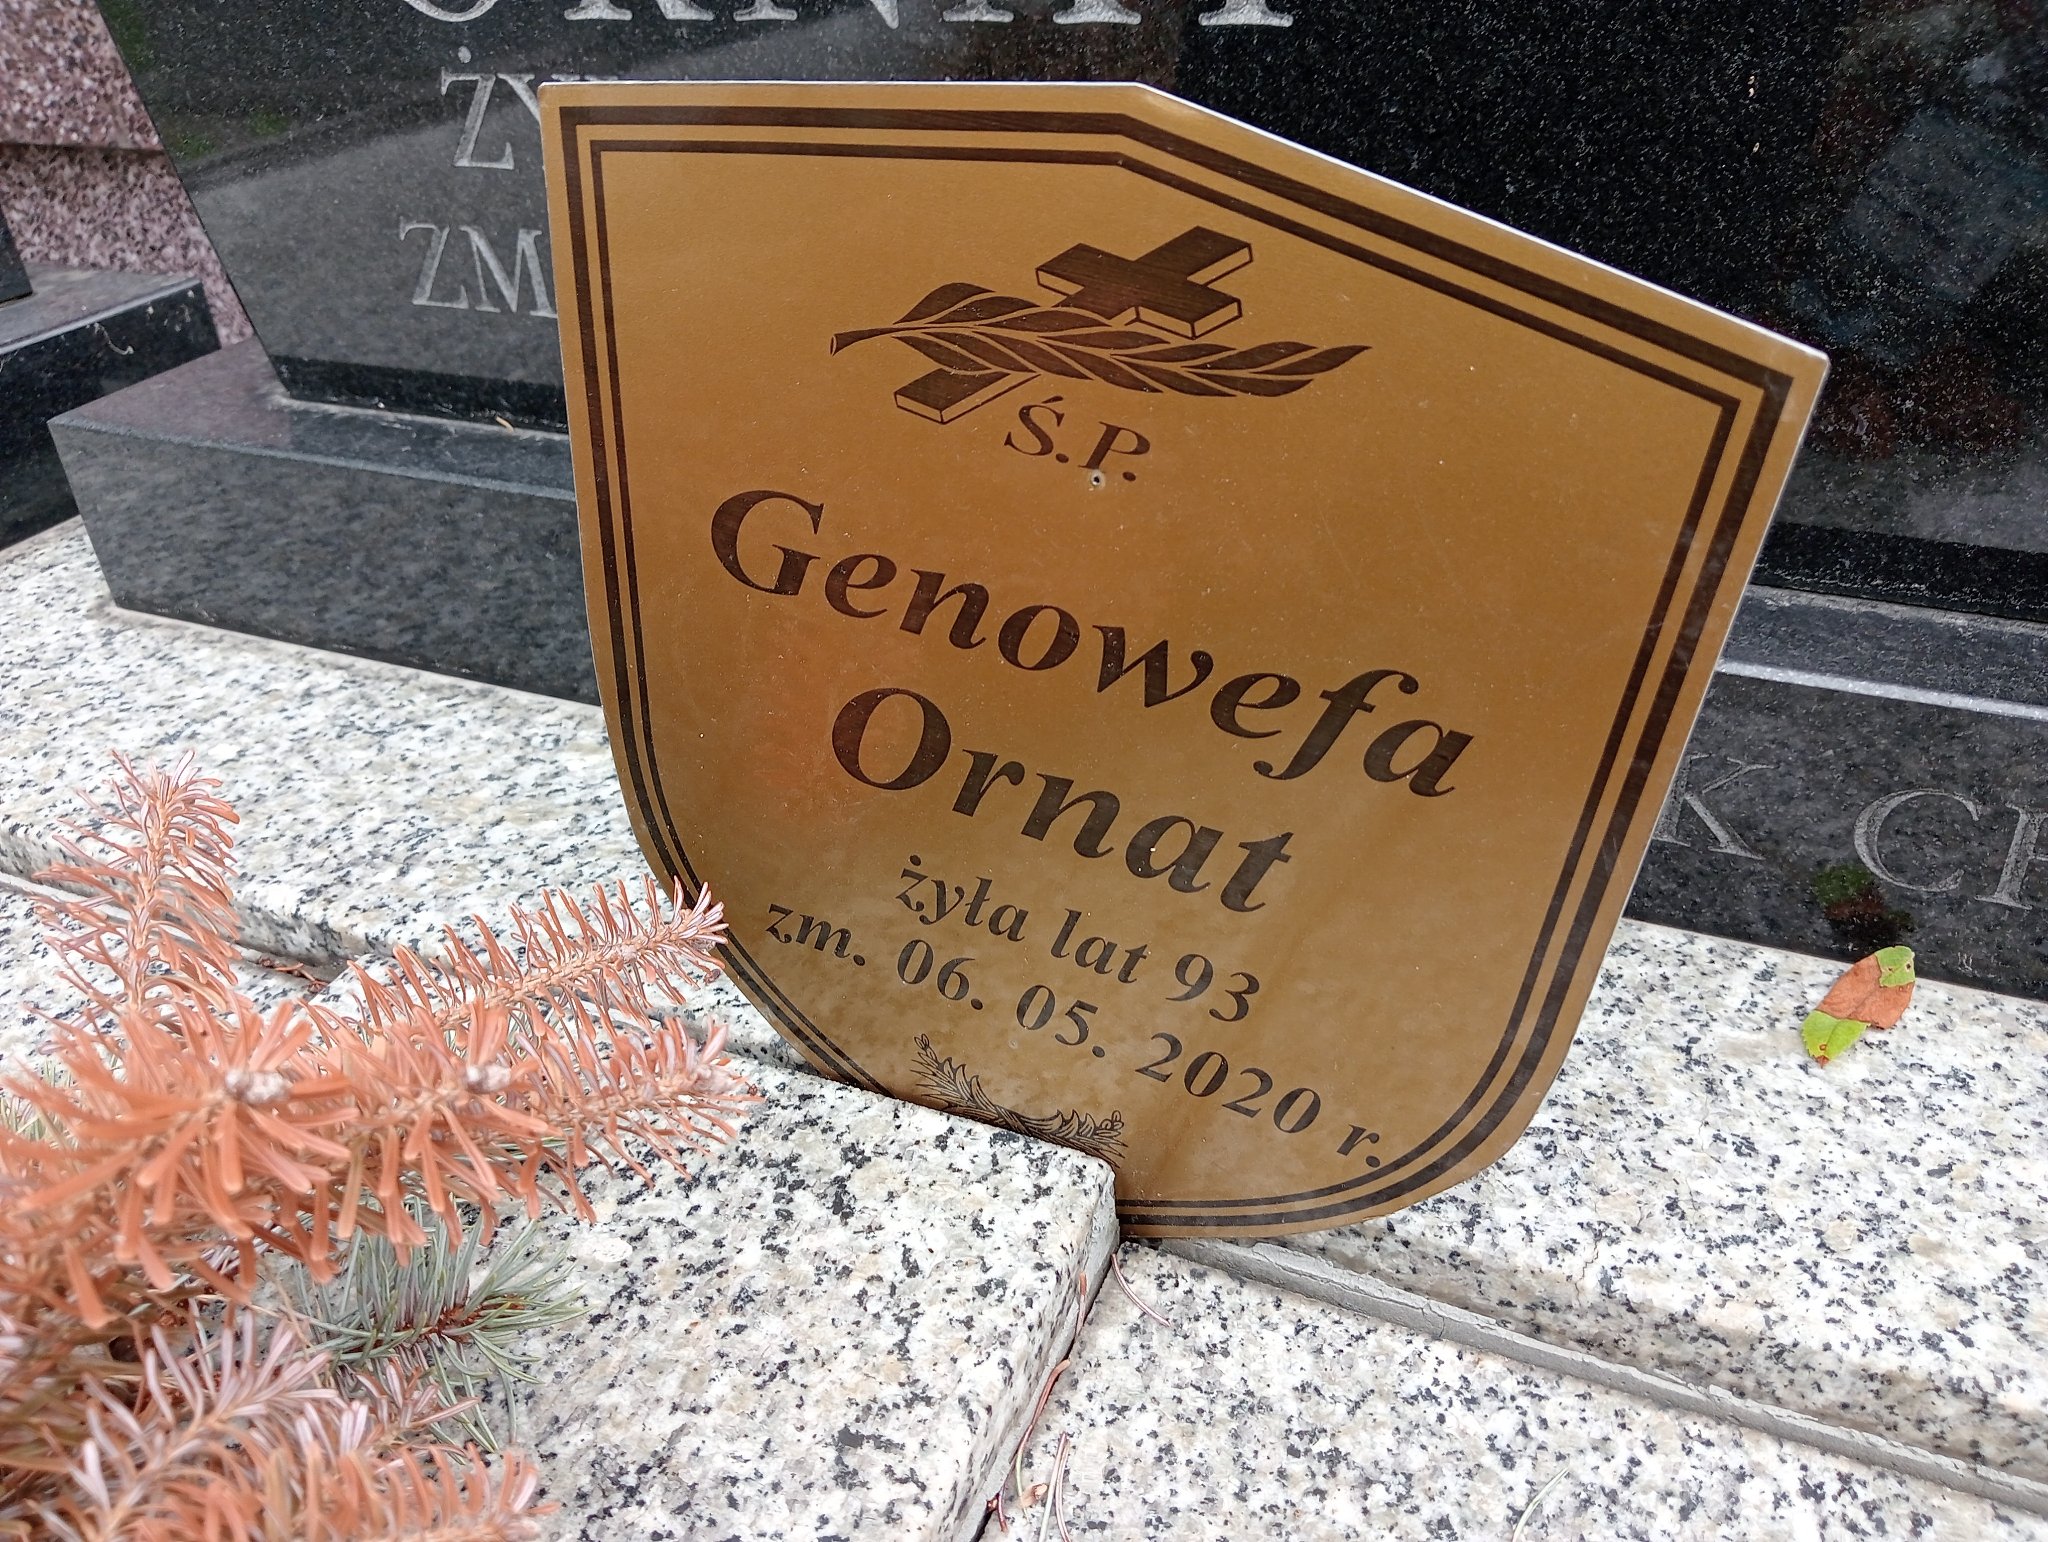 Ś.P.
Genowefa
Ornat
żyła lat 93
zm. 06. 05. 2020 r.